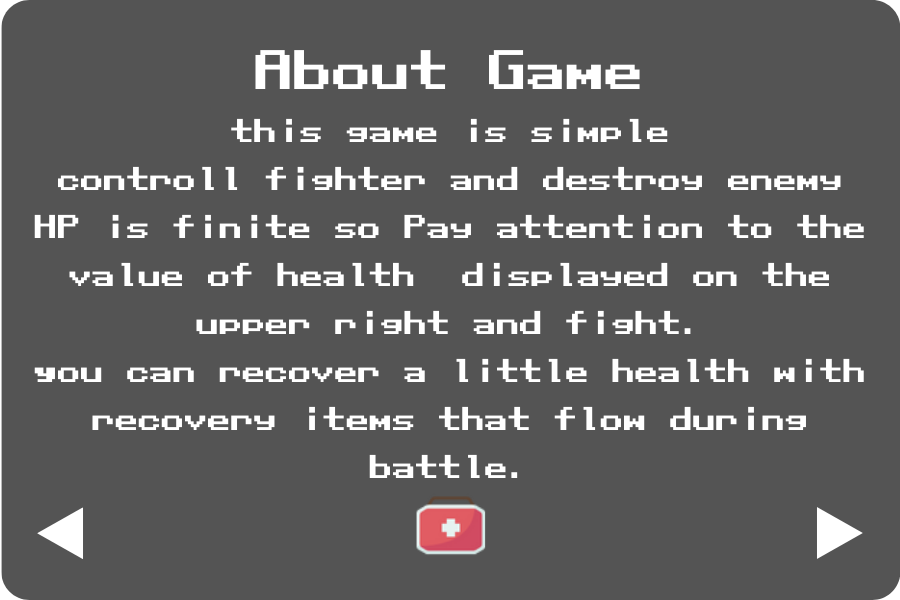 About Game
this game is simple
controll fighter and destroy enemy
HP is finite so Pay attention to the
value of health  displayed on the
upper right and fight.
you can recover a little health with
recovery items that flow during
battle.